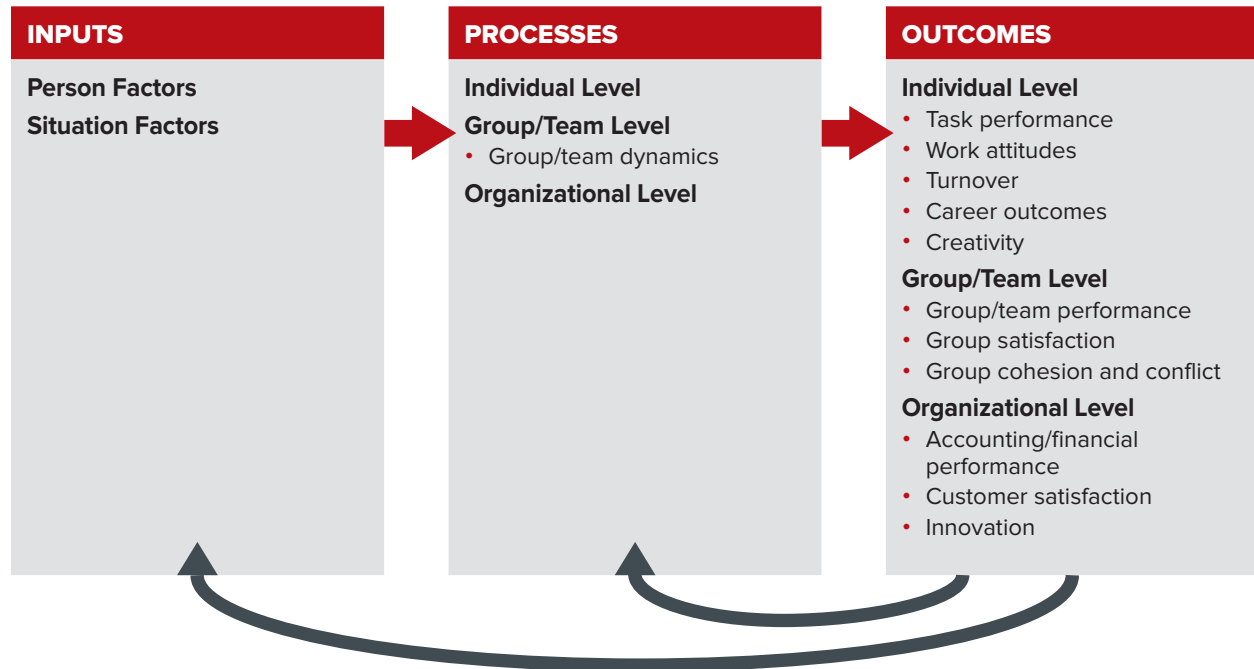 INPUTS
Person Factors
Situation Factors
PROCESSES
Individual Level
Group/Team Level
• Group/team dynamics
Organizational Level
OUTCOMES
Individual Level
• Task performance
• Work attitudes
• Turnover
• Career outcomes
• Creativity
Group/Team Level
• Group/team performance
• Group satisfaction
• Group cohesion and conflict
Organizational Level
• Accounting/financial
performance
• Customer satisfaction
• Innovation